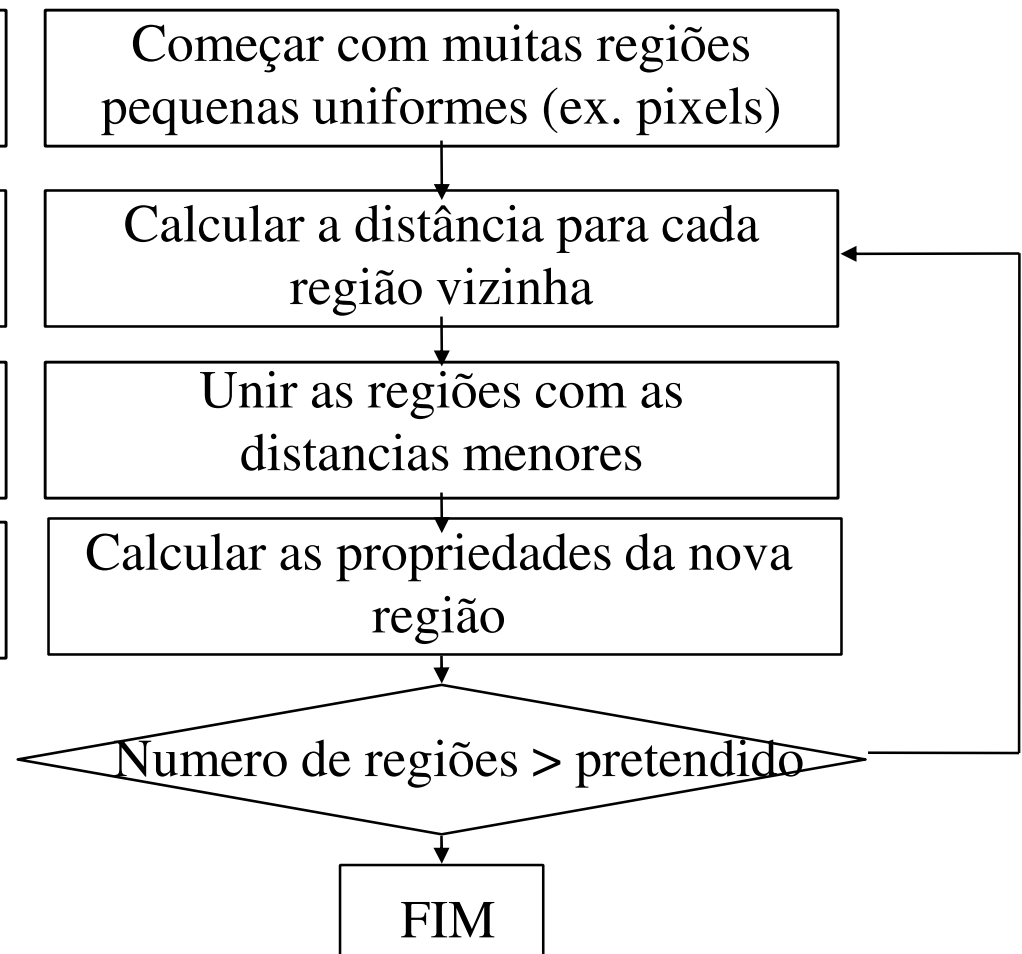 Começar com muitas regiões
pequenas uniformes (ex. pixels)
Calcular a distância para cada
região vizinha
Unir as regiões com as
distancias menores
Calcular as propriedades da nova
região
Numero de regiões > pretendido
FIM